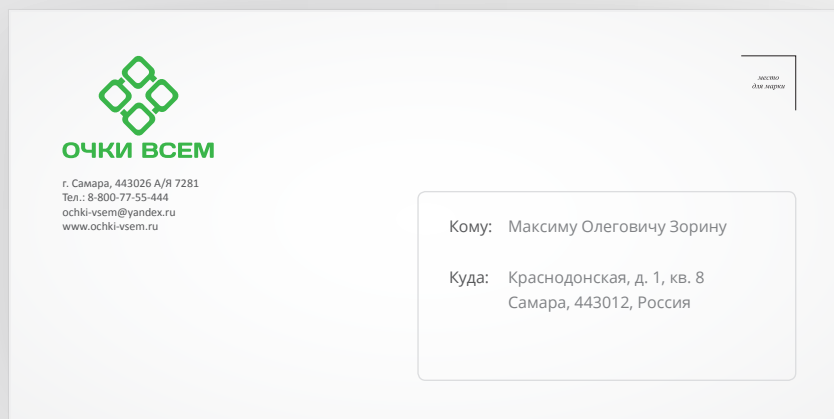 ОЧКИ ВСЕМ
г. Самара, 443026 А/Я 7281
Тел.: 8-800-77-55-444
ochki-vsem@yandex.ru
www.ochki-vsem.ru
место
для марки
Кому: Максиму Олеговичу Зорину
Куда: Краснодонская, д. 1, кв. 8
Самара, 443012, Россия